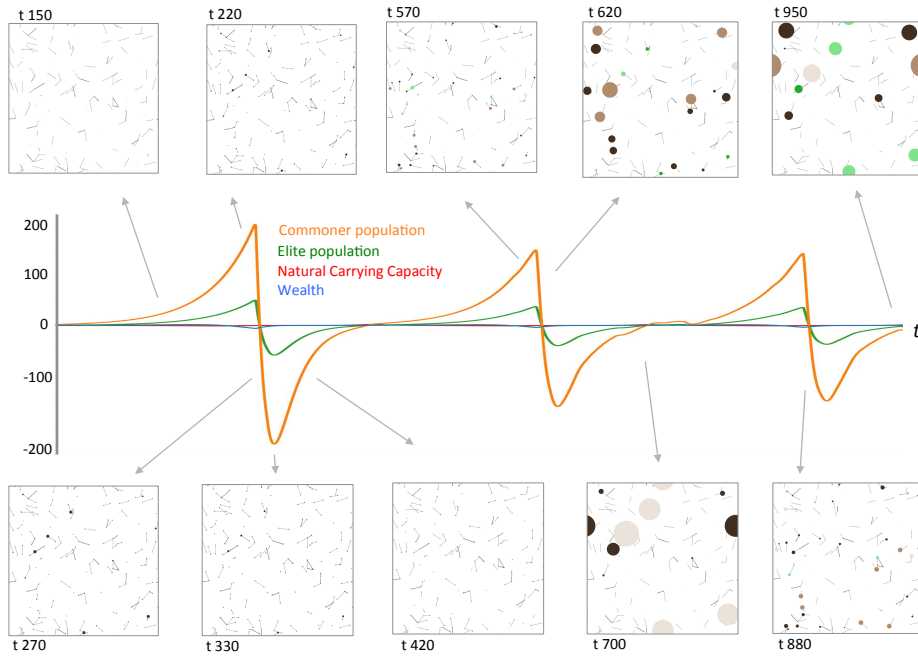 t 150
t 220
t 570
t 620
t 950
200
Commoner population
Elite population
100
Natural Carrying Capacity
Wealth
0
t
-100
-200
t 270
t 330
t 420
t 700
t 880